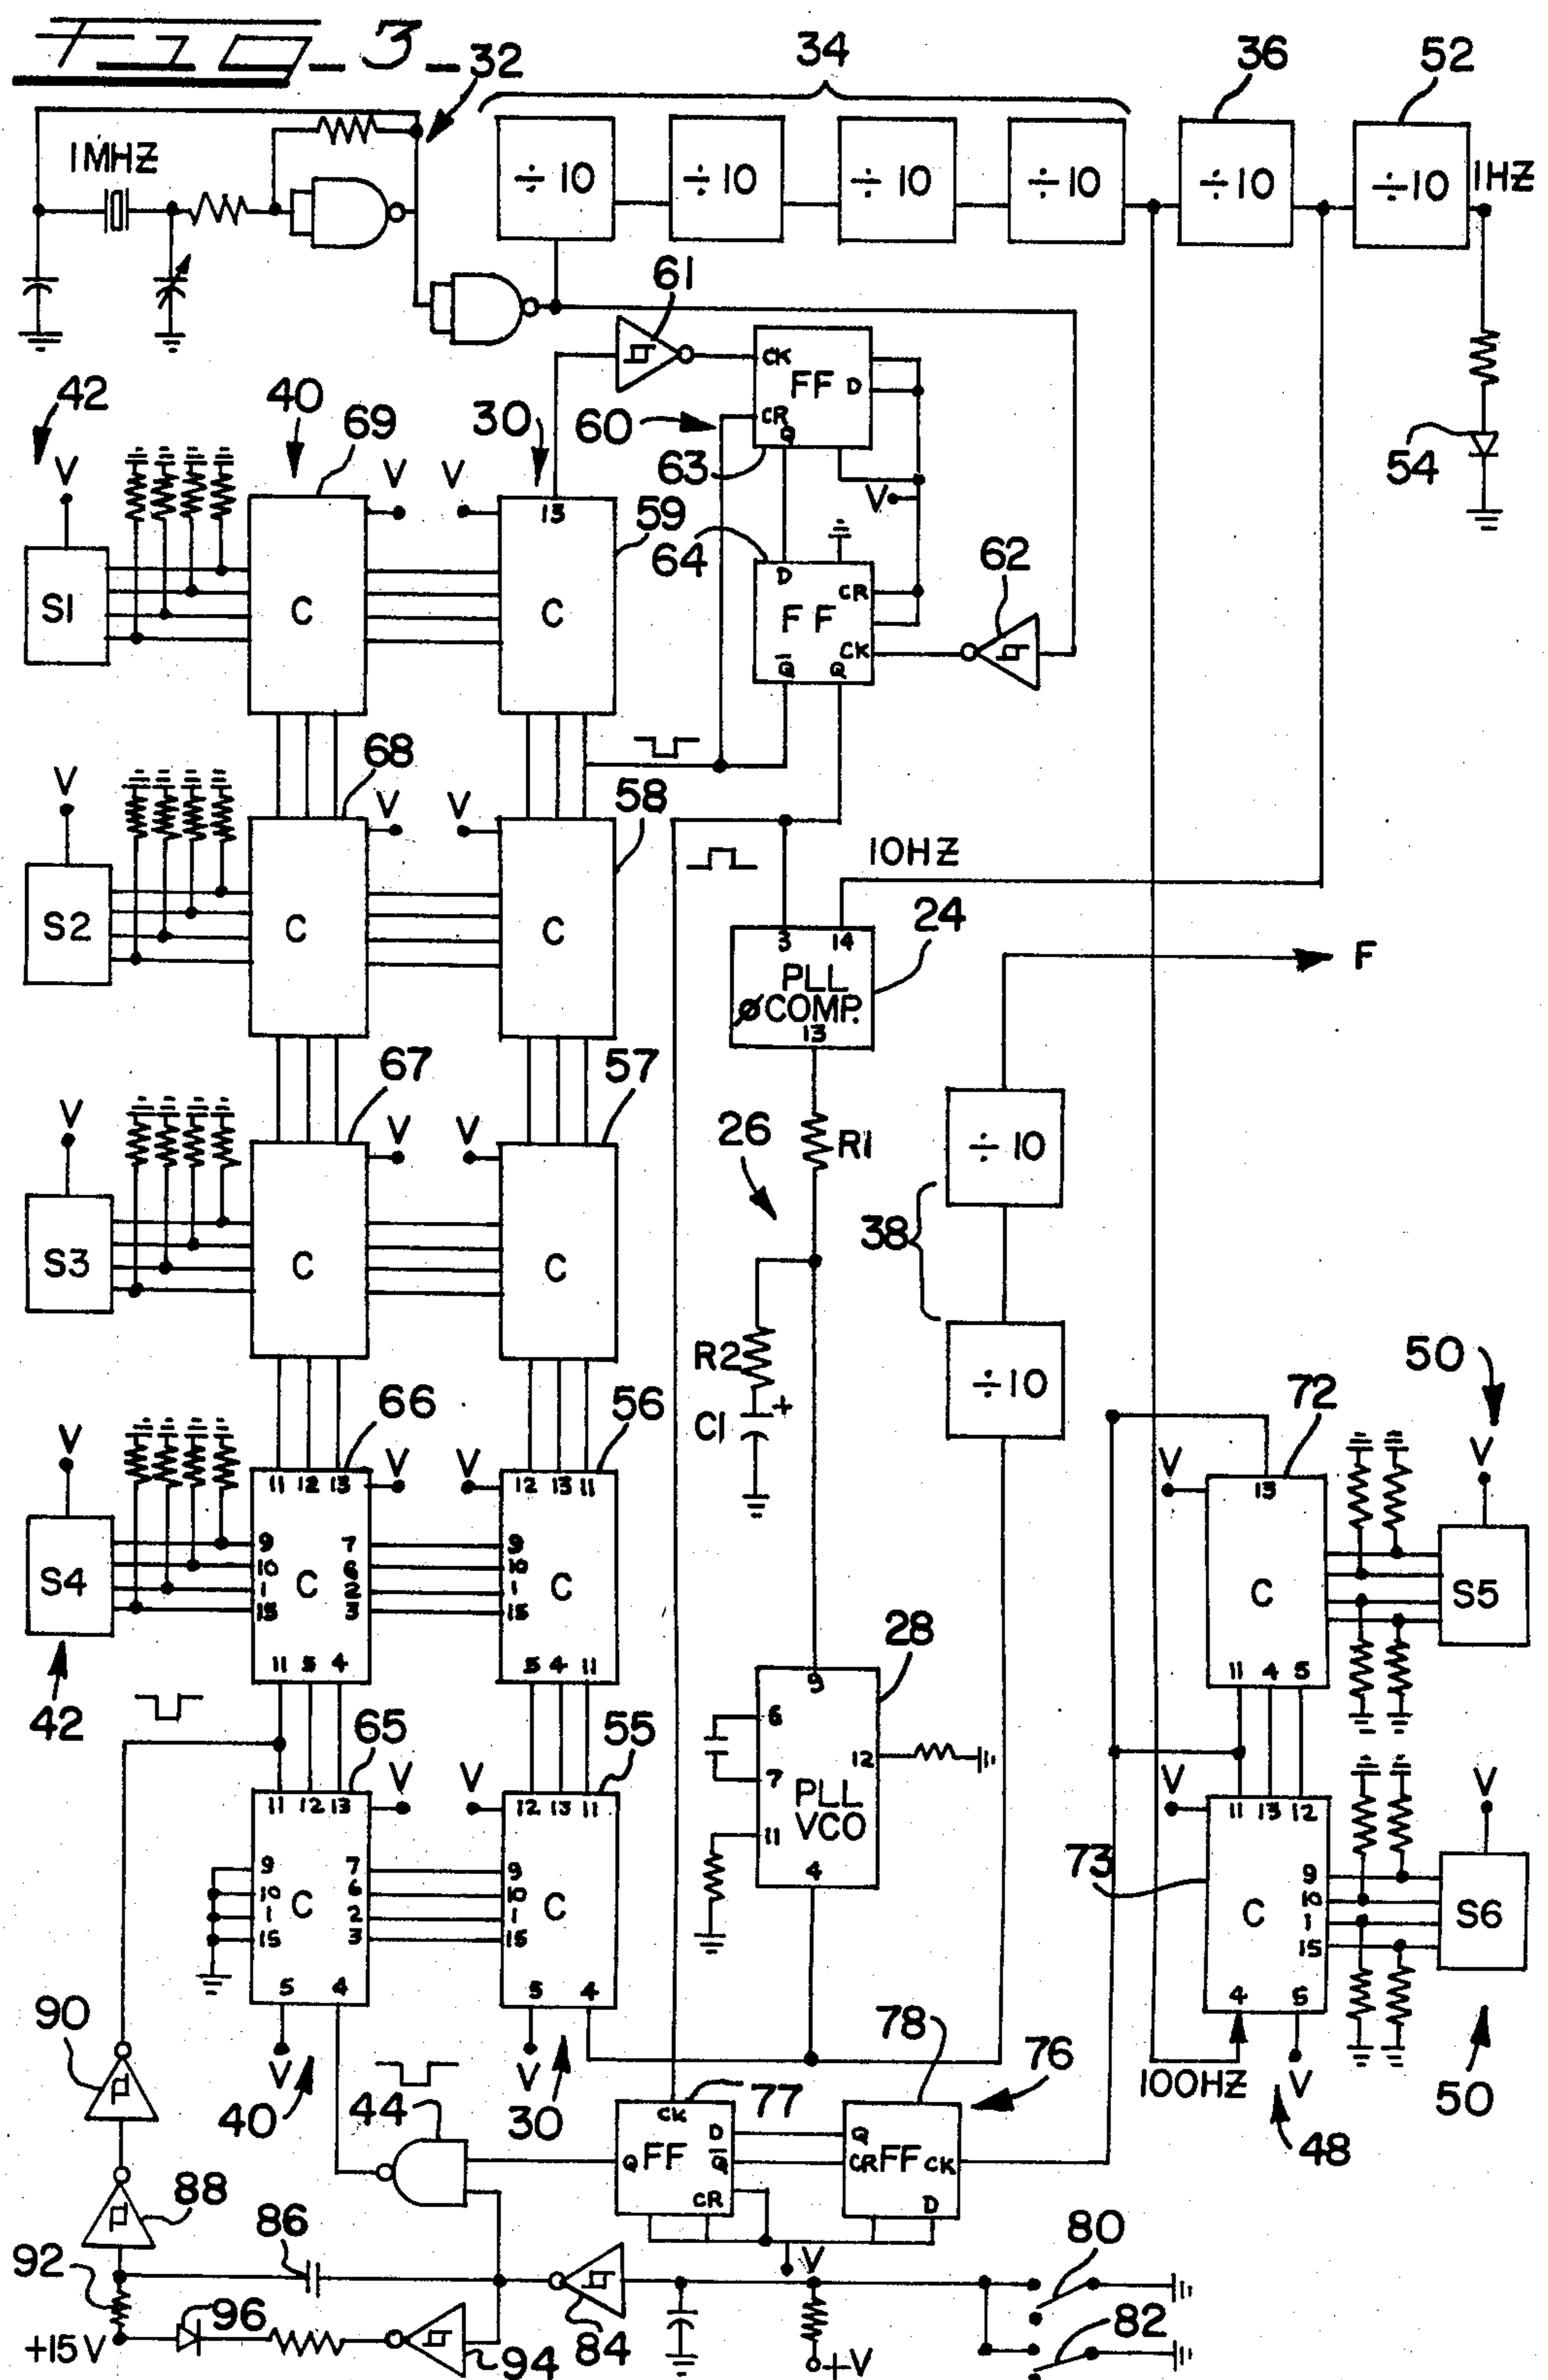 FIG_3_
32
34
36
52
1MHZ
÷10
÷10
÷10
÷10
÷10
÷10
1HZ
61
42
40
69
30
60
CK
FF
D
CR
Q
63
54
V
V
V
13
59
V
64
62
S1
C
C
D
CR
FF
CK
Q̅
Q
68
V
V
V
58
10HZ
24
S2
C
C
3
14
PLL
øCOMP.
13
F
67
57
V
V
V
26
R1
÷10
38
S3
C
C
R2
÷10
50
C1
+
72
66
56
V
V
V
V
V
11 12 13
12 13 11
13
S4
9
10
1
15
C
7
6
2
3
9
10
1
15
C
C
S5
11 5 4
5 4 11
28
11 4 5
42
65
55
9
6
7
12
PLL
VCO
11
4
V
V
V
V
11 12 13
12 13 11
11 13 12
73
9
10
1
15
C
7
6
2
3
9
10
1
15
C
C
9
10
1
15
S6
5
4
5
4
4
5
90
V
V
78
76
100HZ
V
50
40
44
30
77
48
CK
D
Q
FF
Q̅
CR
Q
CR
FF
CK
D
88
86
80
V
92
96
84
82
+15V
94
+V